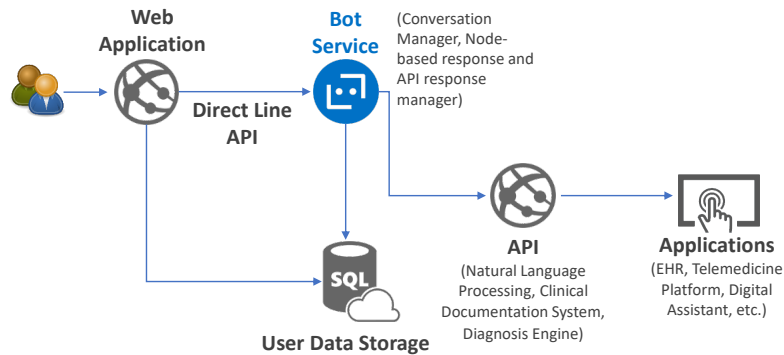 Web
Application
Bot
Service
(Conversation
Manager, Node-
based response and
API response
manager)
Direct Line
API
SQL
User Data Storage
API
(Natural Language
Processing, Clinical
Documentation System,
Diagnosis Engine)
Applications
(EHR, Telemedicine
Platform, Digital
Assistant, etc.)